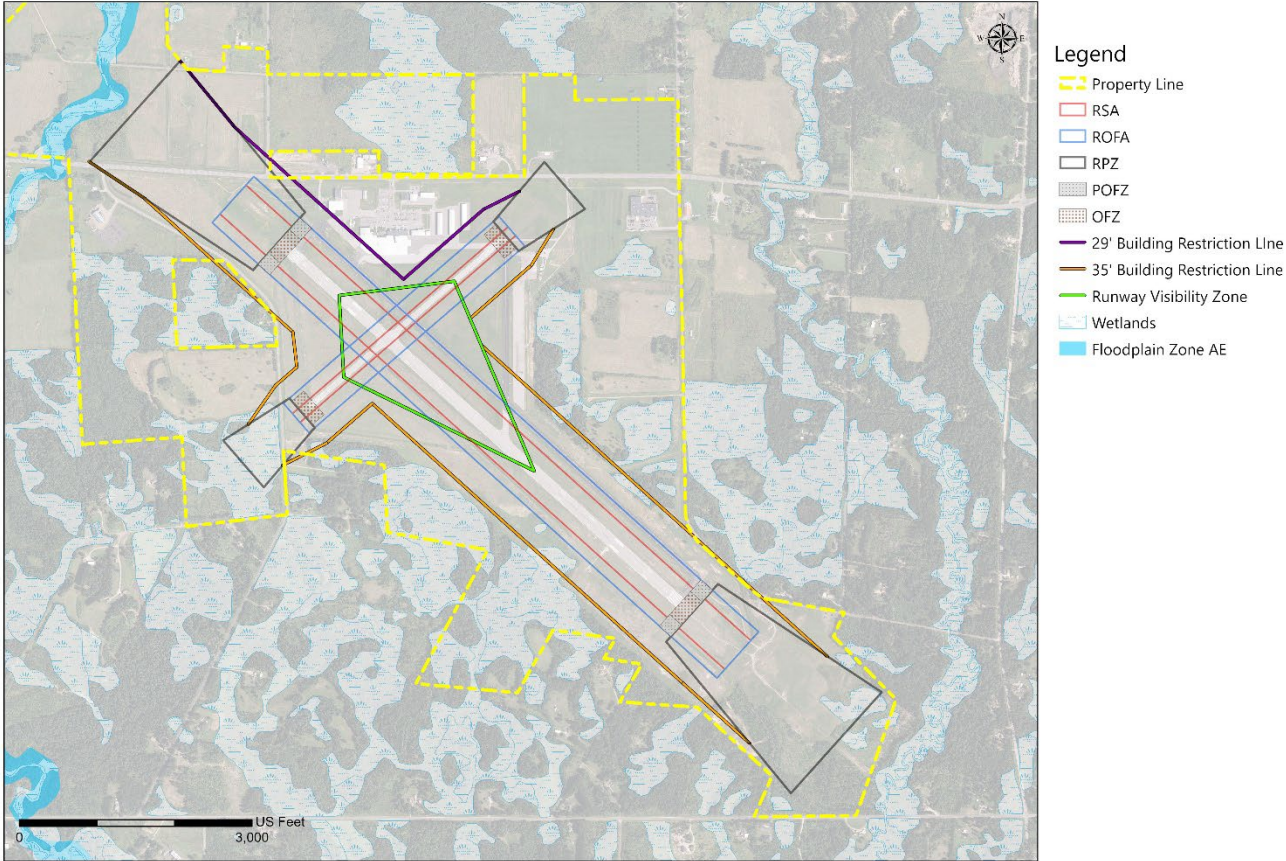 N
W E
S
Legend
Property Line
RSA
ROFA
RPZ
POFZ
OFZ
29' Building Restriction LIne
35' Building Restriction Line
Runway Visibility Zone
Wetlands
Floodplain Zone AE
US Feet
0 3,000